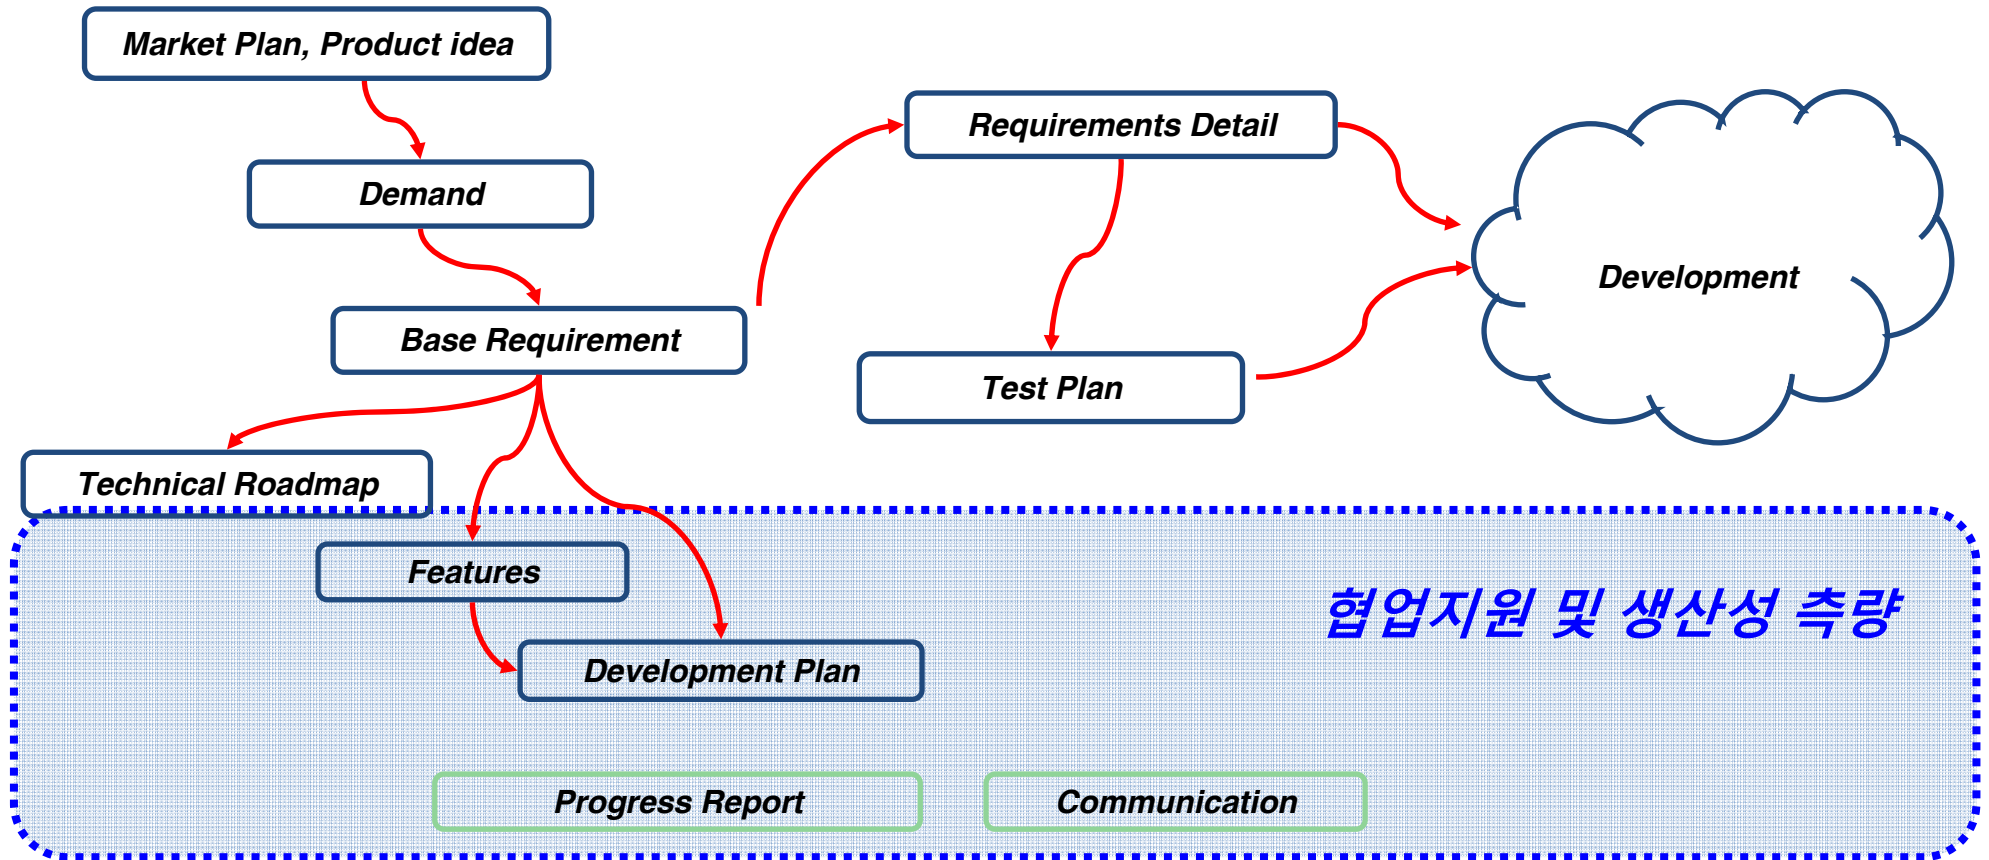 Market Plan, Product idea
Demand
Base Requirement
Technical Roadmap
Requirements Detail
Test Plan
Development
Features
Development Plan
협업지원 및 생산성 측량
Progress Report
Communication